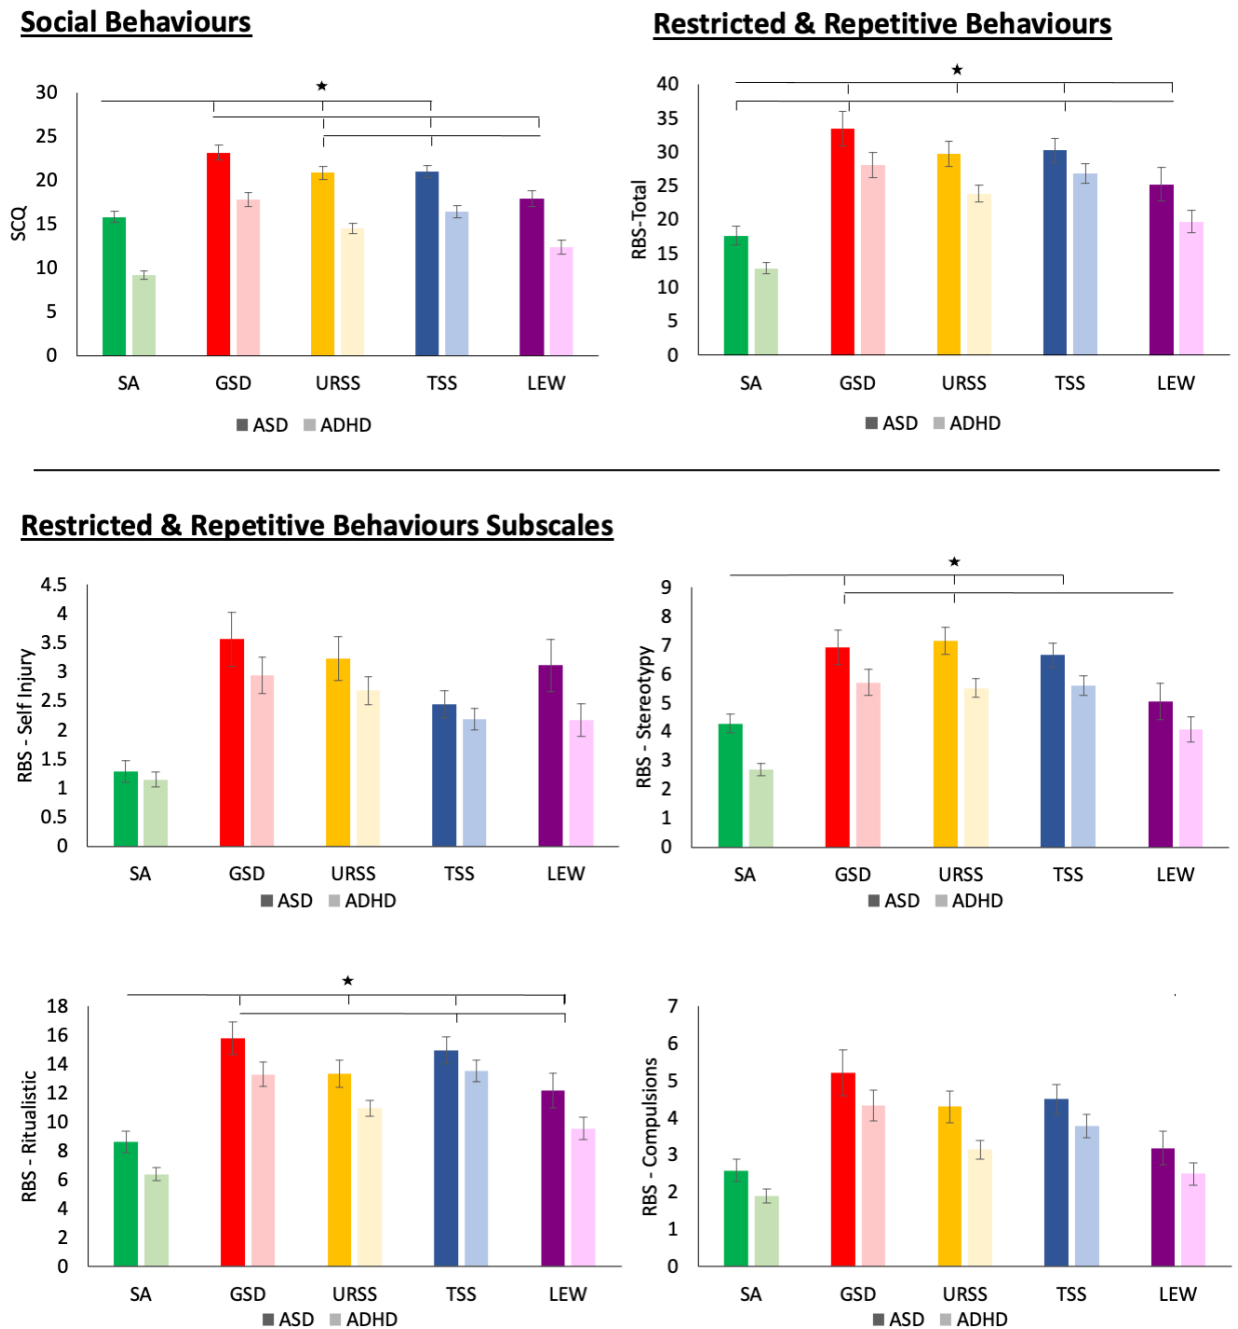 Social Behaviours
Restricted & Repetitive Behaviours
★
30
25
20
15
10
5
0
SCQ
SA GSD URSS TSS LEW
ASD ADHD
★
40
35
30
25
20
15
10
5
0
RBS-Total
SA GSD URSS TSS LEW
ASD ADHD
Restricted & Repetitive Behaviours Subscales
4.5
4
3.5
3
2.5
2
1.5
1
0.5
0
RBS - Self Injury
SA GSD URSS TSS LEW
ASD ADHD
★
9
8
7
6
5
4
3
2
1
0
RBS - Stereotypy
SA GSD URSS TSS LEW
ASD ADHD
★
18
16
14
12
10
8
6
4
2
0
RBS - Ritualistic
SA GSD URSS TSS LEW
ASD ADHD
7
6
5
4
3
2
1
0
RBS - Compulsions
SA GSD URSS TSS LEW
ASD ADHD